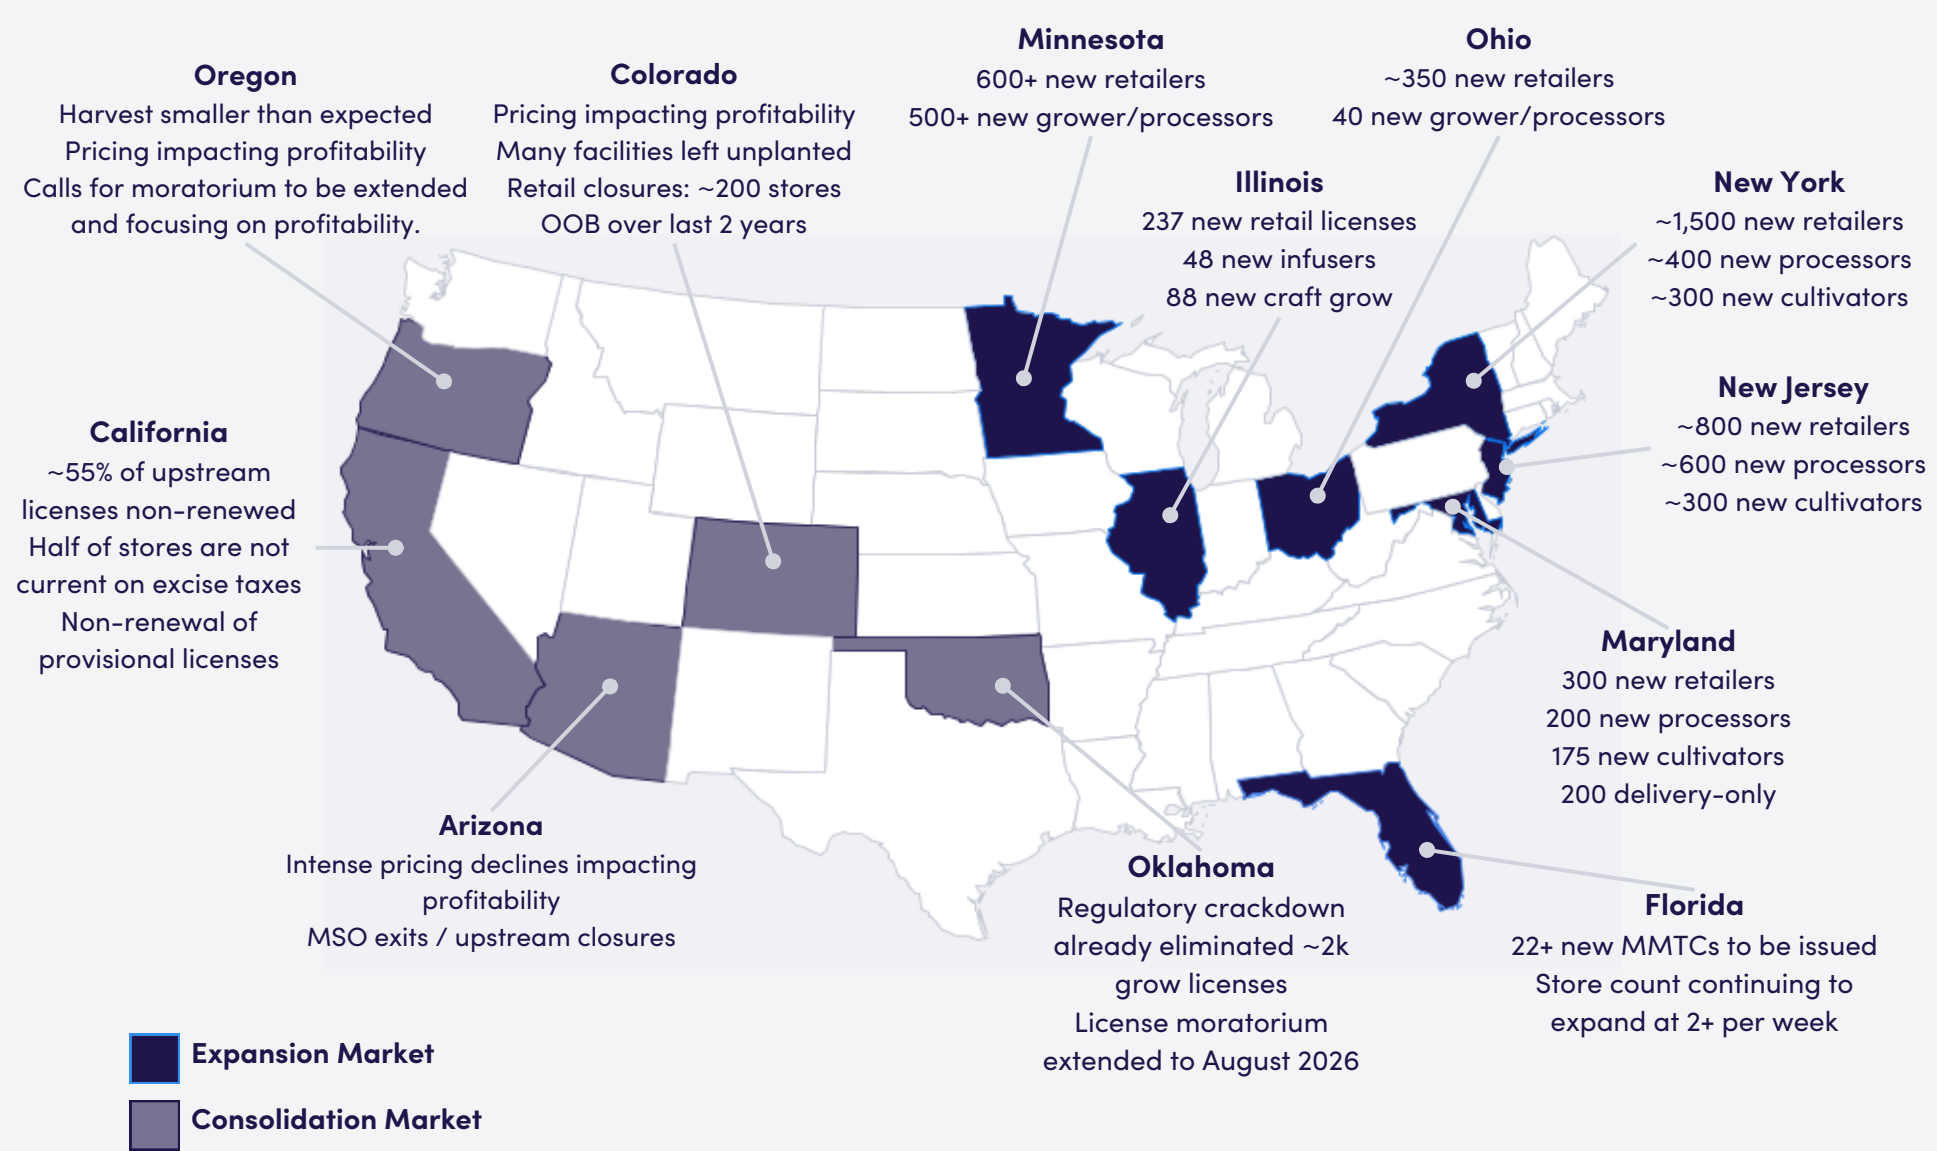 Minnesota
600+ new retailers
500+ new grower/processors
Ohio
~350 new retailers
40 new grower/processors
Oregon
Harvest smaller than expected
Pricing impacting profitability
Calls for moratorium to be extended
and focusing on profitability.
Colorado
Pricing impacting profitability
Many facilities left unplanted
Retail closures: ~200 stores
OOB over last 2 years
Illinois
237 new retail licenses
48 new infusers
88 new craft grow
New York
~1,500 new retailers
~400 new processors
~300 new cultivators
New Jersey
~800 new retailers
~600 new processors
~300 new cultivators
California
~55% of upstream
licenses non-renewed
Half of stores are not
current on excise taxes
Non-renewal of
provisional licenses
Maryland
300 new retailers
200 new processors
175 new cultivators
200 delivery-only
Arizona
Intense pricing declines impacting
profitability
MSO exits / upstream closures
Oklahoma
Regulatory crackdown
already eliminated ~2k
grow licenses
License moratorium
extended to August 2026
Florida
22+ new MMTCs to be issued
Store count continuing to
expand at 2+ per week
Expansion Market
Consolidation Market